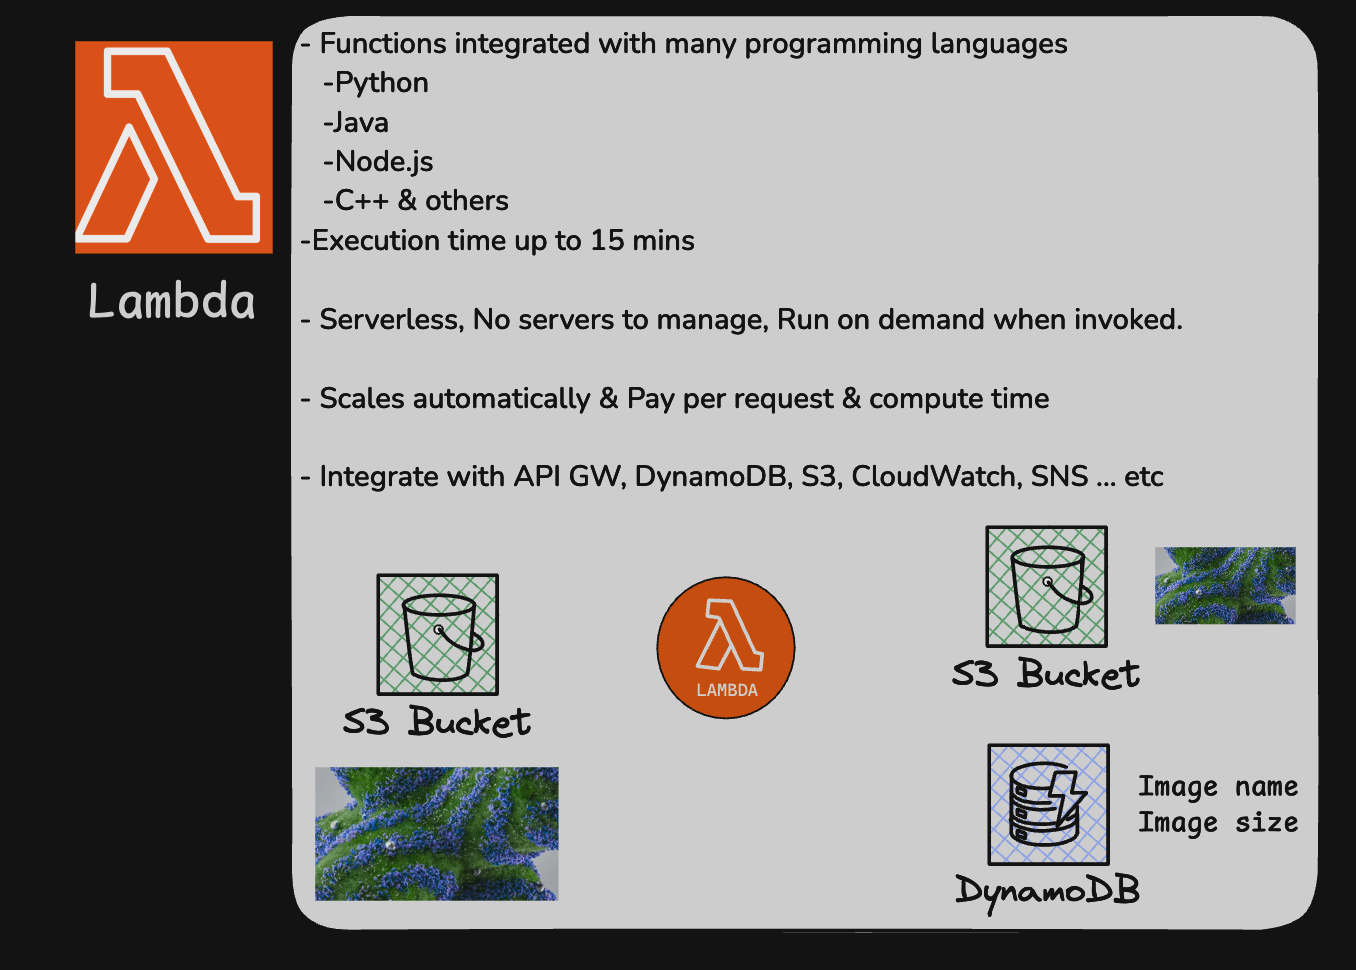 - Functions integrated with many programming languages
-Python
-Java
-Node.js
-C++ & others
-Execution time up to 15 mins
- Serverless, No servers to manage, Run on demand when invoked.
- Scales automatically & Pay per request & compute time
- Integrate with API GW, DynamoDB, S3, CloudWatch, SNS ... etc
Lambda
S3 Bucket
LAMBDA
S3 Bucket
Image name
Image size
DynamoDB